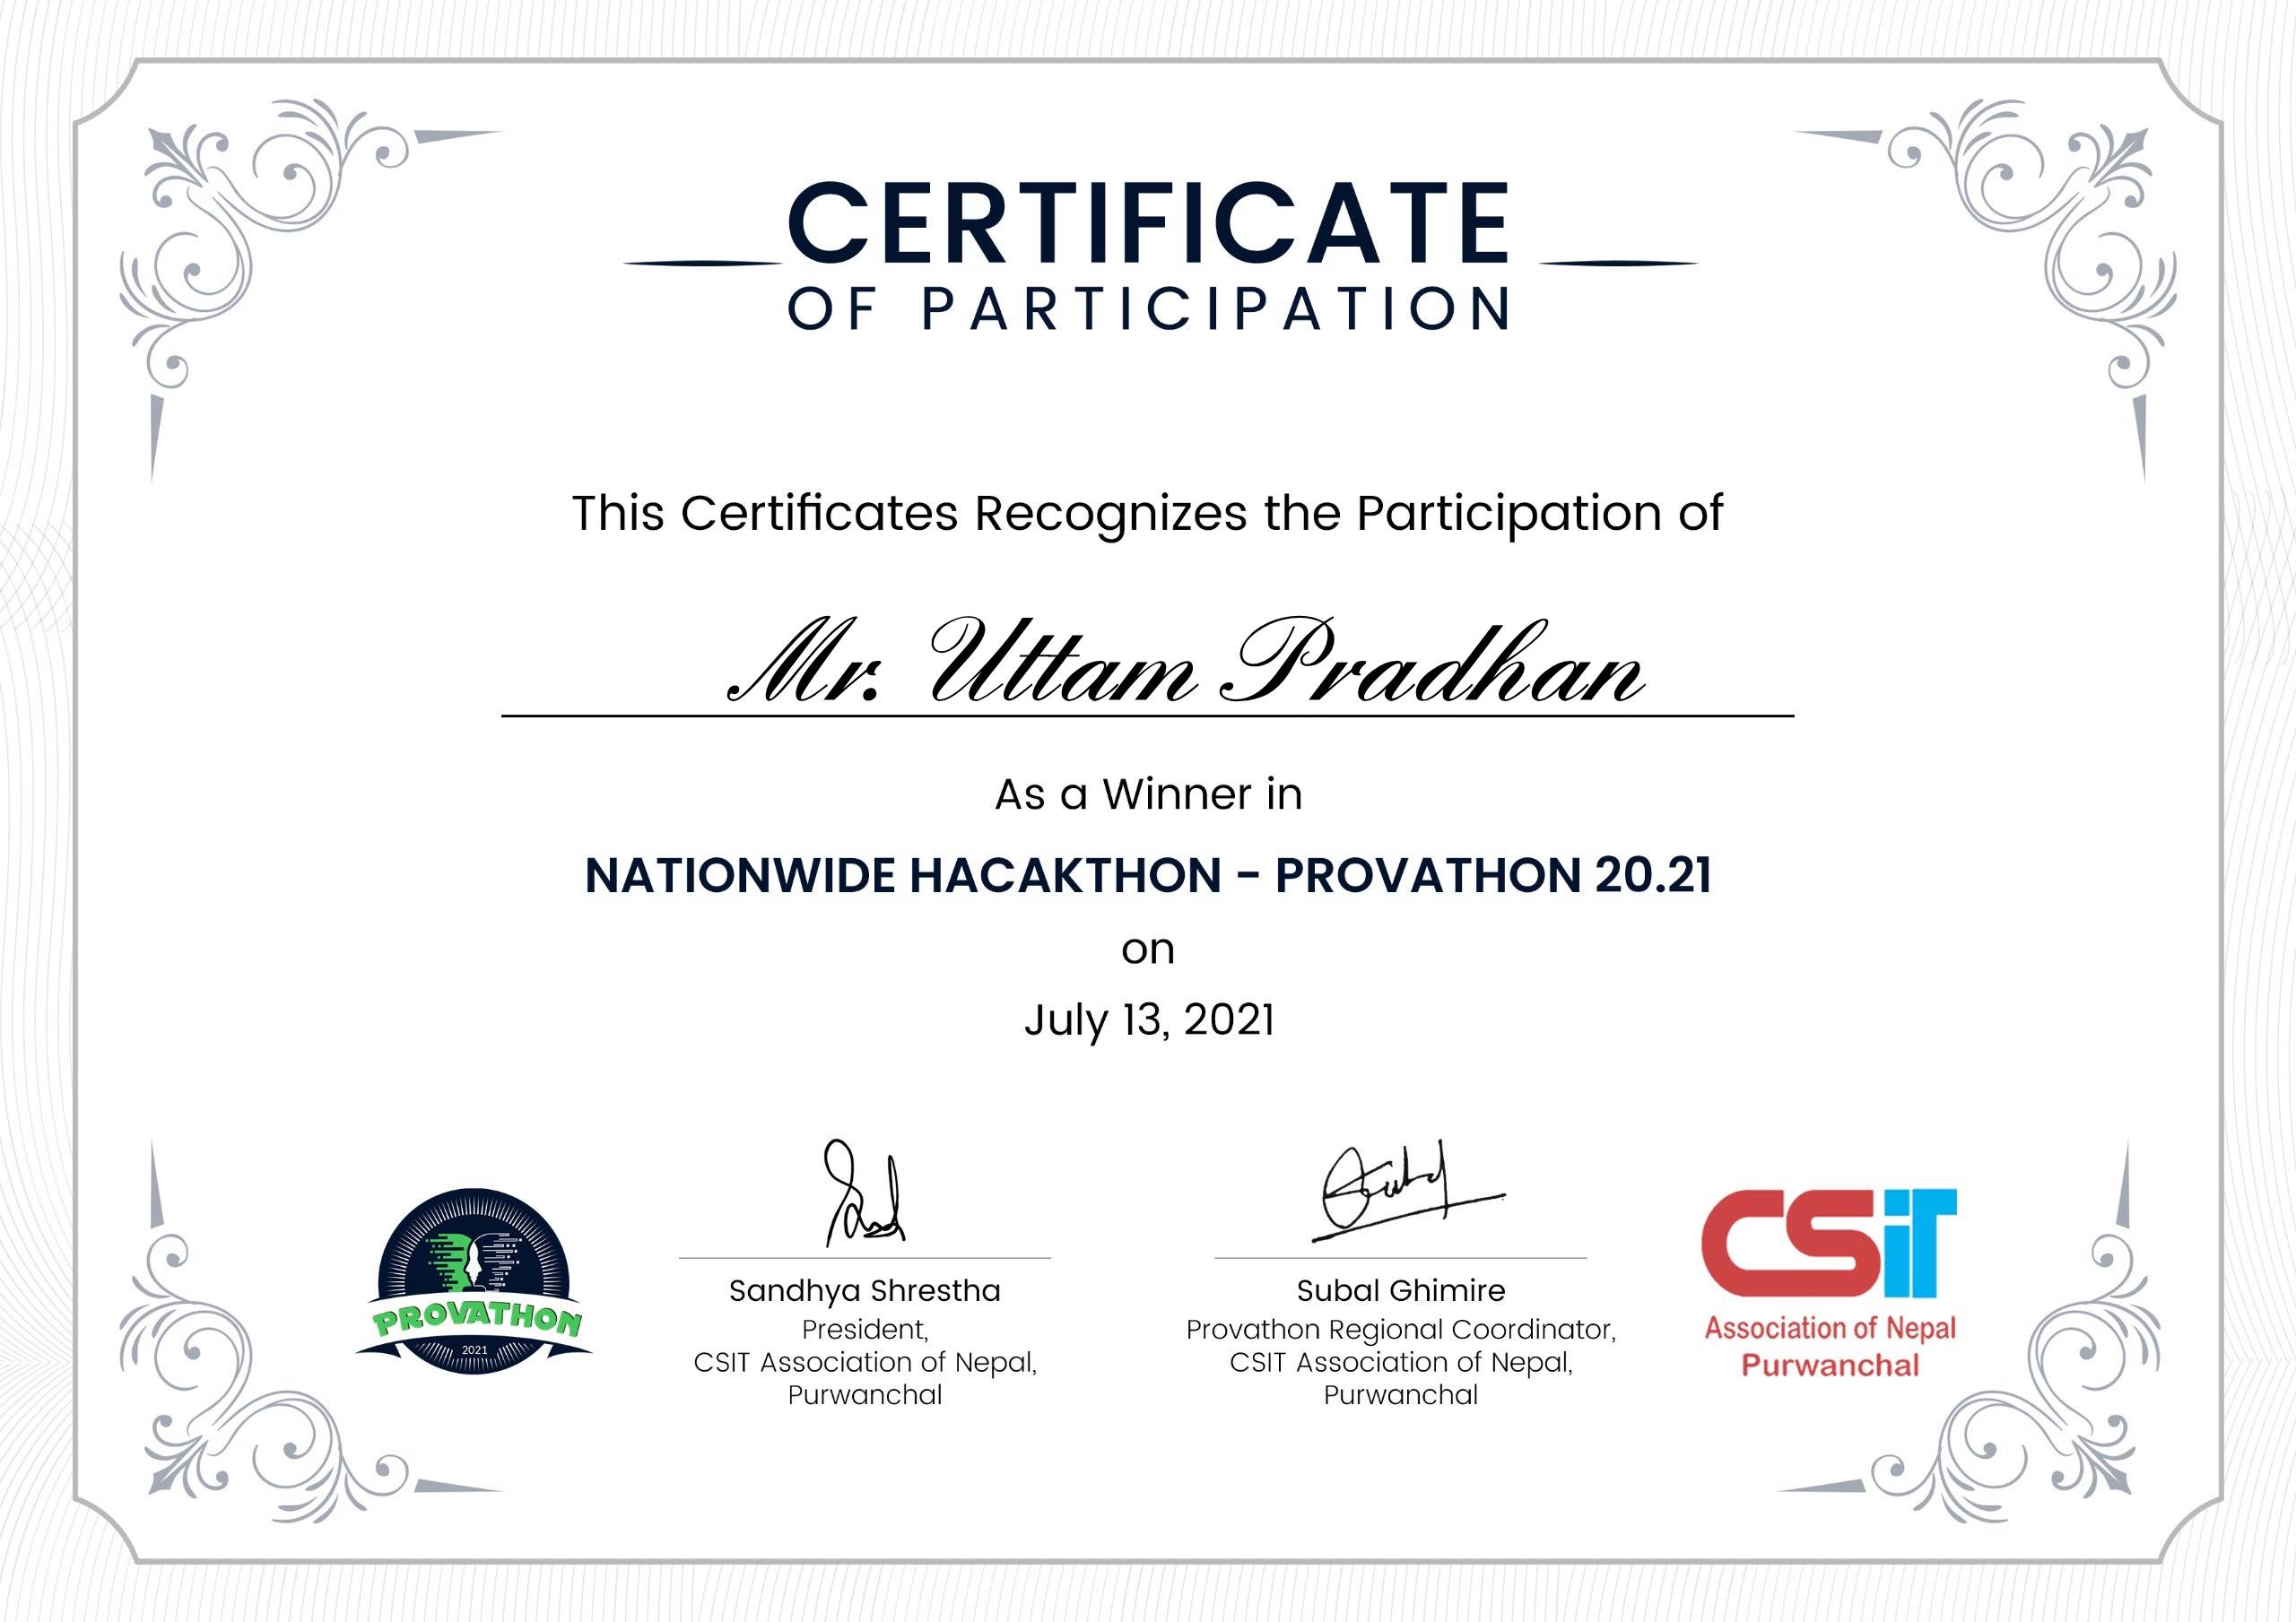 CERTIFICATE
OF PARTICIPATION
This Certificates Recognizes the Participation of
Mr. Uttam Pradhan
As a Winner in
NATIONWIDE HACAKTHON - PROVATHON 20.21
on
July 13, 2021
PROVATHON
2021
Sandhya Shrestha
President,
CSIT Association of Nepal,
Purwanchal
Subal Ghimire
Provathon Regional Coordinator,
CSIT Association of Nepal,
Purwanchal
CSiT
Association of Nepal
Purwanchal